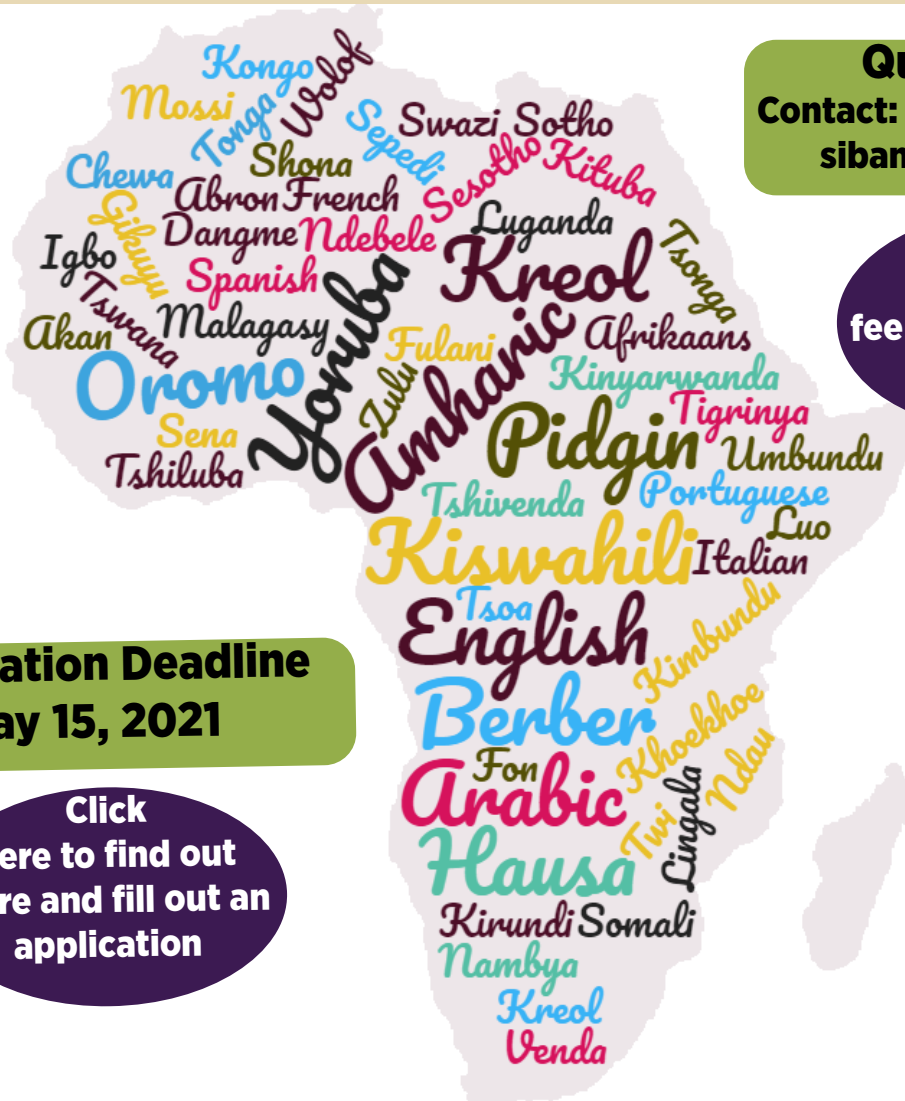 Kongo
Wolof
Mossi
Tonga
Sepedi
Swazi
Sotho
Shona
Sesotho
Kituba
Chewa
Abron
French
Gikuyu
Dangme
Ndebele
Luganda
Igbo
Spanish
Kreol
Tsonga
Tswana
Malagasy
Yoruba
Akan
Fulani
Amharic
Afrikaans
Oromo
Zulu
Kinyarwanda
Sena
Pidgin
Tigrinya
Tshiluba
Umbundu
Tshivenda
Portuguese
Luo
Kiswahili
Italian
Tsoa
English
Kimbundu
Berber
Khoekhoe
Fon
Ndau
Arabic
Twi
Lingala
Hausa
Kirundi
Somali
Nambya
Kreol
Venda
Qu
Contact:
siban
fee
ation Deadline
ay 15, 2021
Click
ere to find out
re and fill out an
application